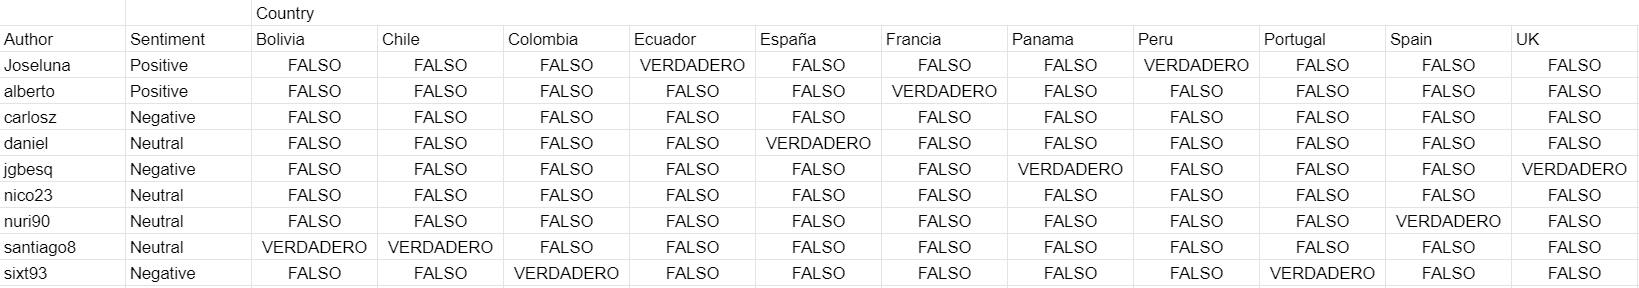 Country
Author Sentiment Bolivia Chile Colombia Ecuador España Francia Panama Peru Portugal Spain UK
Joseluna Positive FALSO FALSO FALSO VERDADERO FALSO FALSO FALSO VERDADERO FALSO FALSO FALSO
alberto Positive FALSO FALSO FALSO FALSO FALSO VERDADERO FALSO FALSO FALSO FALSO FALSO
carlosz Negative FALSO FALSO FALSO FALSO FALSO FALSO FALSO FALSO FALSO FALSO FALSO
daniel Neutral FALSO FALSO FALSO FALSO VERDADERO FALSO FALSO FALSO FALSO FALSO FALSO
jgbesq Negative FALSO FALSO FALSO FALSO FALSO FALSO VERDADERO FALSO FALSO FALSO VERDADERO
nico23 Neutral FALSO FALSO FALSO FALSO FALSO FALSO FALSO FALSO FALSO FALSO FALSO
nuri90 Neutral FALSO FALSO FALSO FALSO FALSO FALSO FALSO FALSO FALSO VERDADERO FALSO
santiago8 Neutral VERDADERO VERDADERO FALSO FALSO FALSO FALSO FALSO FALSO FALSO FALSO FALSO
sixt93 Negative FALSO FALSO VERDADERO FALSO FALSO FALSO FALSO FALSO VERDADERO FALSO FALSO